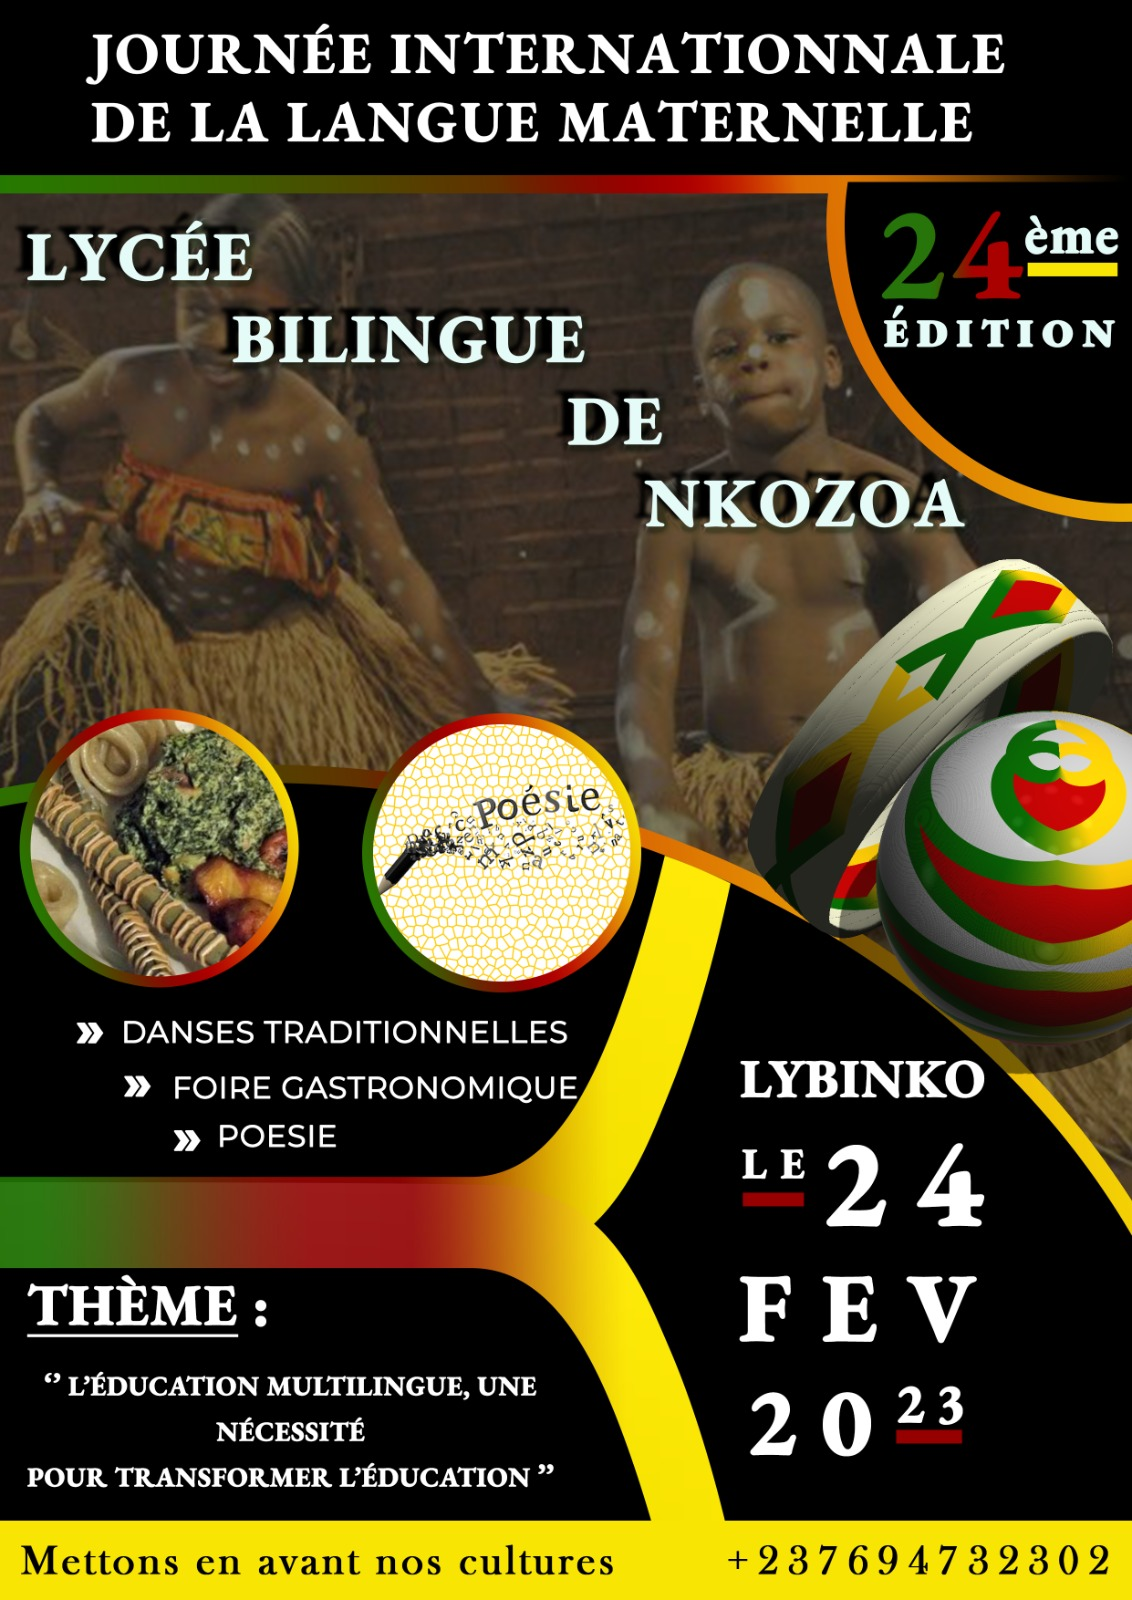 JOURNÉE INTERNATIONNALE
DE LA LANGUE MATERNELLE
LYCÉE
BILINGUE
DE
NKOZOA
24ème
ÉDITION
Poésie
» DANSES TRADITIONNELLES
» FOIRE GASTRONOMIQUE
» POESIE
LYBINKO
LE 24
FEV
2023
THÈME :
‘’ L’ÉDUCATION MULTILINGUE, UNE
NÉCESSITÉ
POUR TRANSFORMER L’ÉDUCATION ’’
Mettons en avant nos cultures
+237694732302